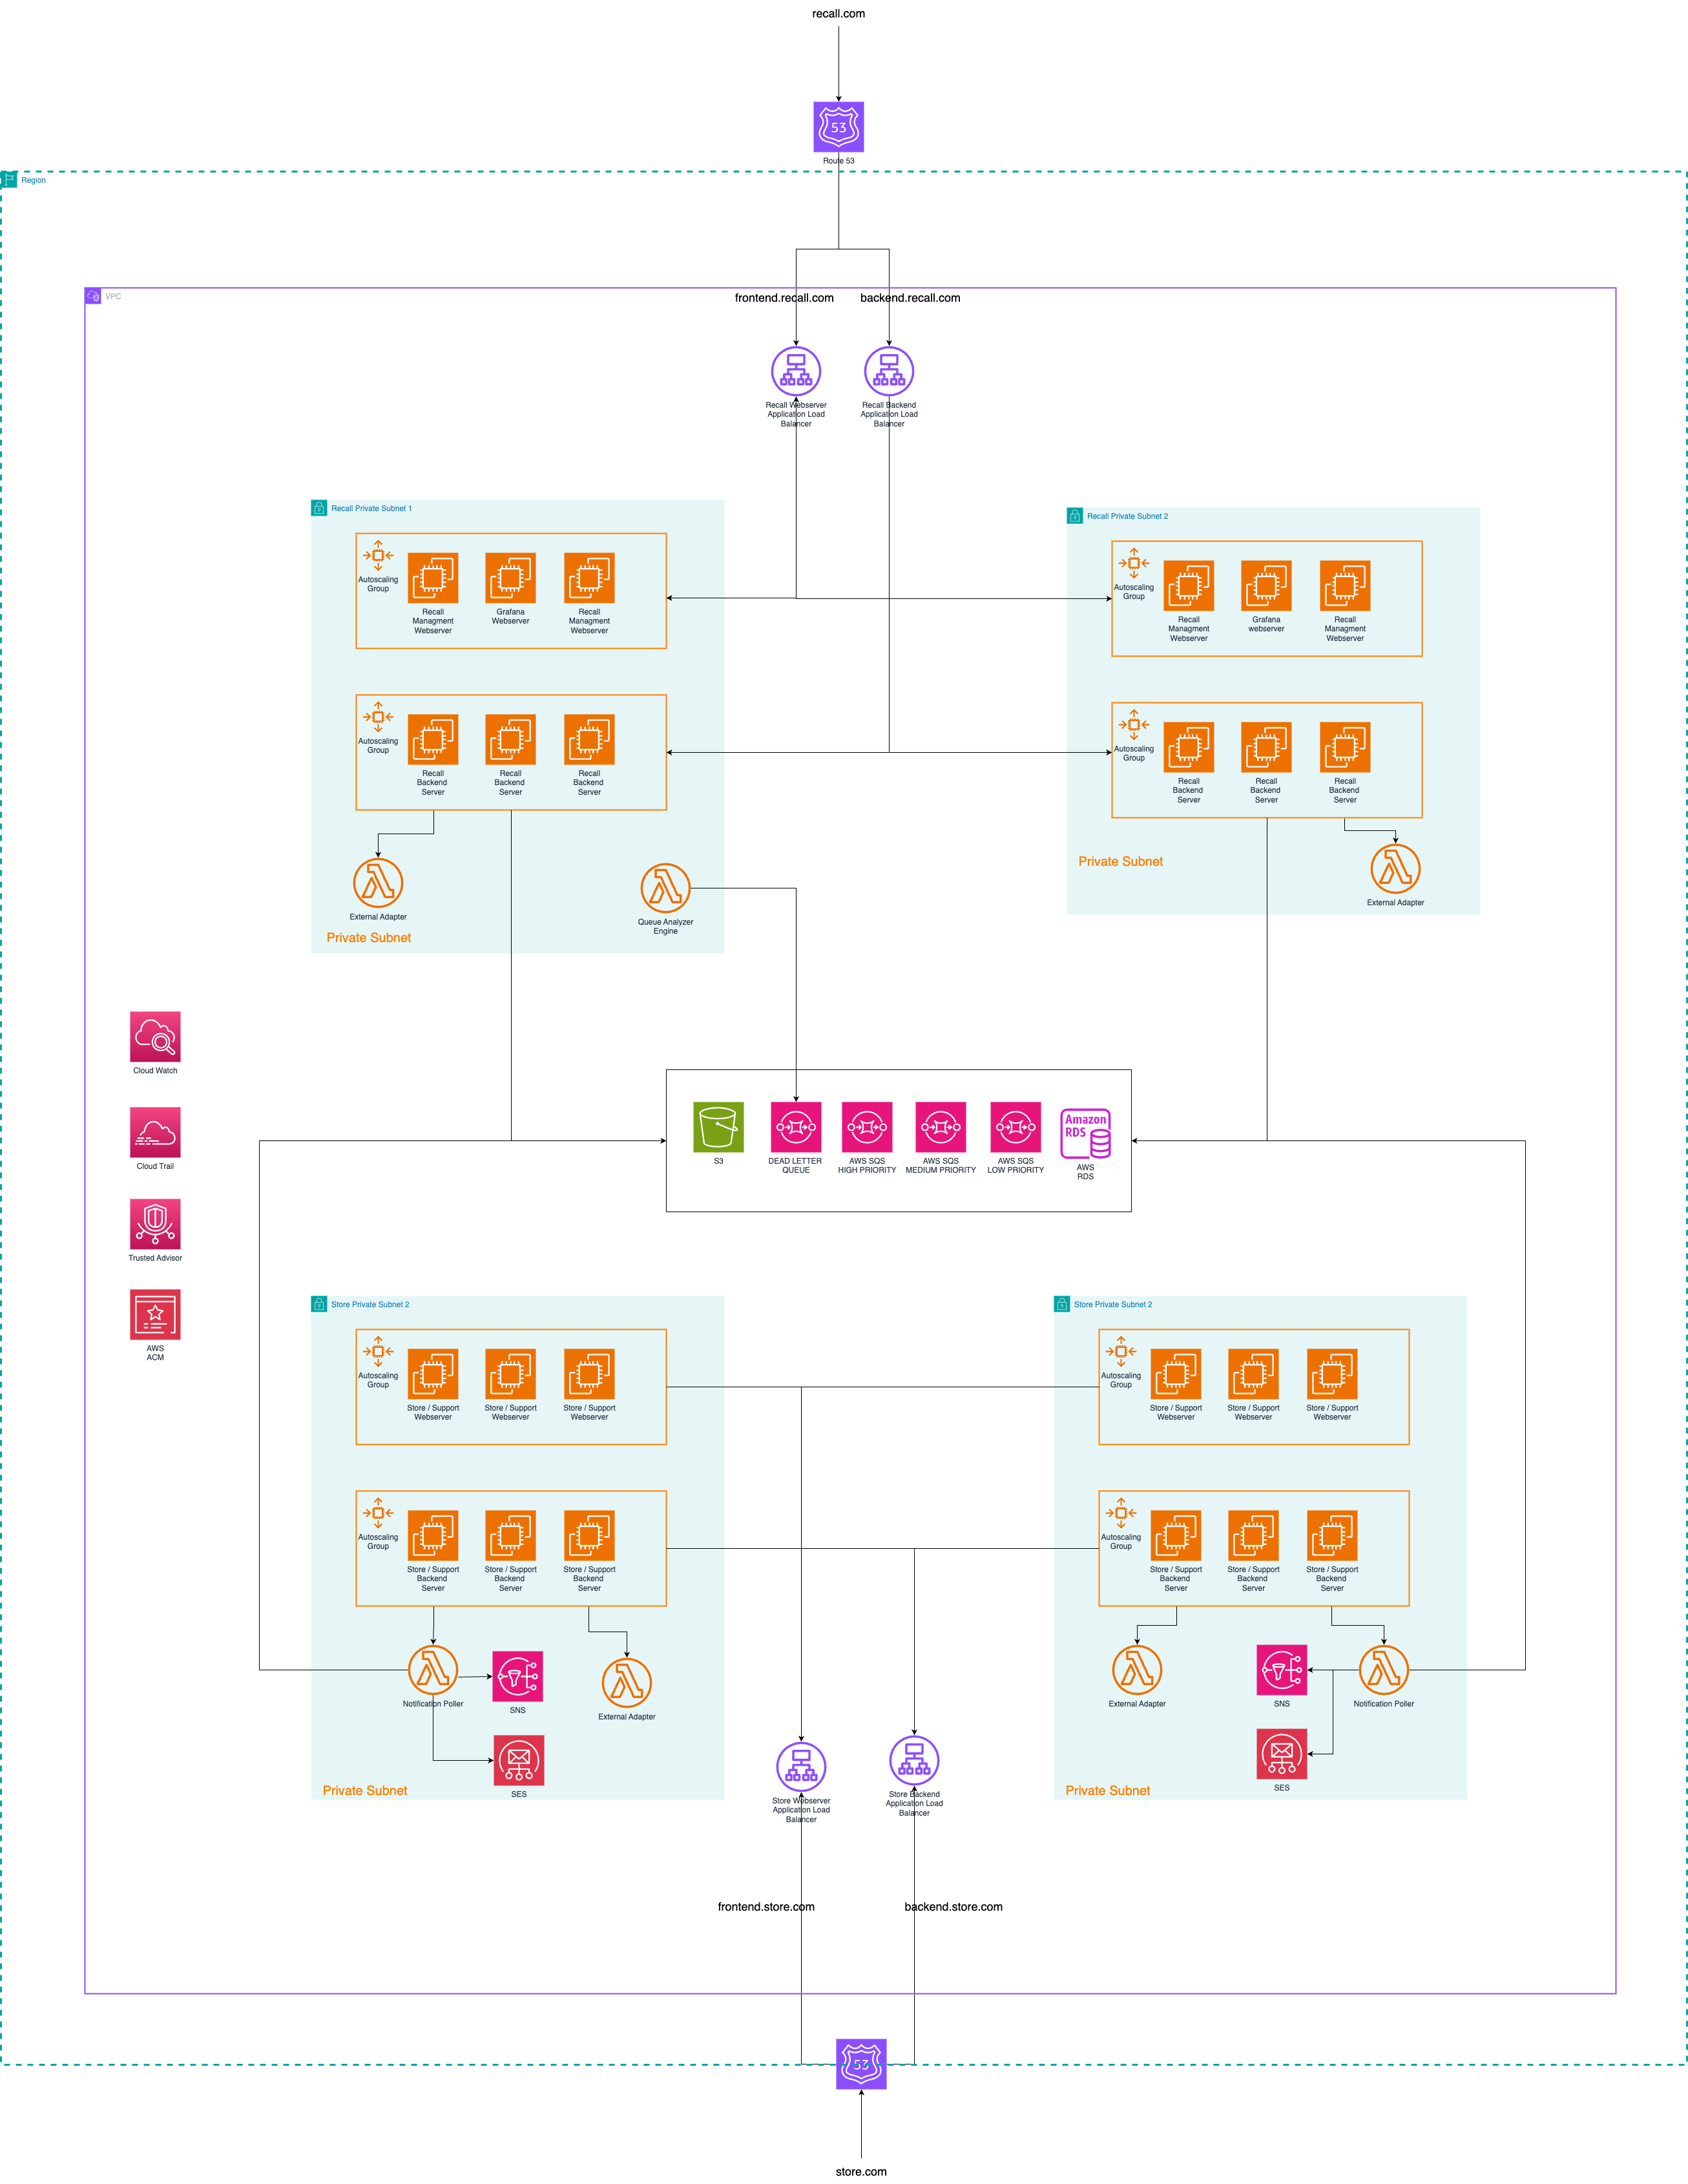 recall.com
53
Route 53
Region
VPC
frontend.recall.com
backend.recall.com
Recall Webserver
Application Load
Balancer
Recall Backend
Application Load
Balancer
Recall Private Subnet 1
Autoscaling
Group
Recall
Managment
Webserver
Grafana
Webserver
Recall
Managment
Webserver
Recall Private Subnet 2
Autoscaling
Group
Recall
Managment
Webserver
Grafana
webserver
Recall
Managment
Webserver
Autoscaling
Group
Recall
Backend
Server
Recall
Backend
Server
Recall
Backend
Server
Autoscaling
Group
Recall
Backend
Server
Recall
Backend
Server
Recall
Backend
Server
External Adapter
Queue Analyzer
Engine
Private Subnet
Private Subnet
External Adapter
Cloud Watch
Cloud Trail
Trusted Advisor
AWS
ACM
S3
DEAD LETTER
QUEUE
AWS SQS
HIGH PRIORITY
AWS SQS
MEDIUM PRIORITY
AWS SQS
LOW PRIORITY
Amazon
RDS
AWS
RDS
Store Private Subnet 2
Autoscaling
Group
Store / Support
Webserver
Store / Support
Webserver
Store / Support
Webserver
Store Private Subnet 2
Autoscaling
Group
Store / Support
Webserver
Store / Support
Webserver
Store / Support
Webserver
Autoscaling
Group
Store / Support
Backend
Server
Store / Support
Backend
Server
Store / Support
Backend
Server
Autoscaling
Group
Store / Support
Backend
Server
Store / Support
Backend
Server
Store / Support
Backend
Server
Notification Poller
SNS
External Adapter
SES
Private Subnet
External Adapter
SNS
Notification Poller
SES
Private Subnet
Store Webserver
Application Load
Balancer
Store Backend
Application Load
Balancer
frontend.store.com
backend.store.com
53
store.com